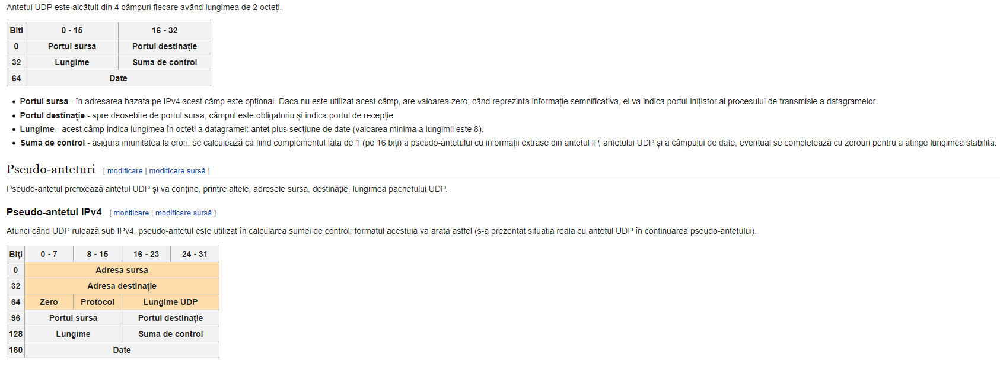 Antetul UDP este alcătuit din 4 câmpuri fiecare având lungimea de 2 octeți.
Biti 0 - 15 16 - 32
0 Portul sursa Portul destinație
32 Lungime Suma de control
64 Date
Portul sursa - în adresarea bazata pe IPv4 acest câmp este opțional. Daca nu este utilizat acest câmp, are valoarea zero; când reprezinta informație semnificativa, el va indica portul inițiator al procesului de transmisie a datagramelor.
Portul destinație - spre deosebire de portul sursa, câmpul este obligatoriu și indica portul de recepție
Lungime - acest câmp indica lungimea în octeți a datagramei: antet plus secțiune de date (valoarea minima a lungimii este 8).
Suma de control - asigura imunitatea la erori; se calculează ca fiind complementul fata de 1 (pe 16 biți) a pseudo-antetului cu informații extrase din antetul IP, antetului UDP și a câmpului de date, eventual se completează cu zerouri pentru a atinge lungimea stabilita.
Pseudo-anteturi [ modificare | modificare sursă ]
Pseudo-antetul prefixează antetul UDP și va conține, printre altele, adresele sursa, destinație, lungimea pachetului UDP.
Pseudo-antetul IPv4 [ modificare | modificare sursă ]
Atunci când UDP rulează sub IPv4, pseudo-antetul este utilizat în calcularea sumei de control; formatul acestuia va arata astfel (s-a prezentat situatia reala cu antetul UDP în continuarea pseudo-antetului).
Biți 0 - 7 8 - 15 16 - 23 24 - 31
0 Adresa sursa
32 Adresa destinație
64 Zero Protocol Lungime UDP
96 Portul sursa Portul destinație
128 Lungime Suma de control
160 Date